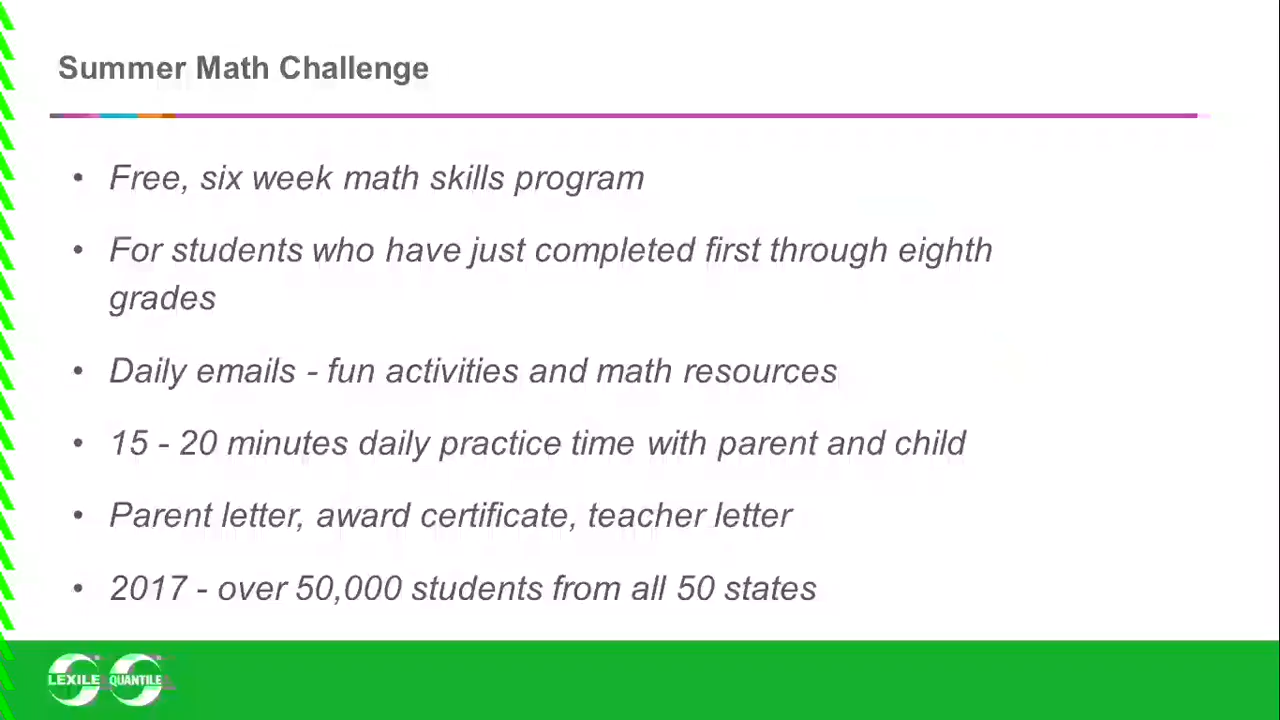 Summer Math Challenge
• Free, six week math skills program
• For students who have just completed first through eighth
grades
• Daily emails - fun activities and math resources
• 15 - 20 minutes daily practice time with parent and child
• Parent letter, award certificate, teacher letter
• 2017 - over 50,000 students from all 50 states
LEXILE QUANTILE